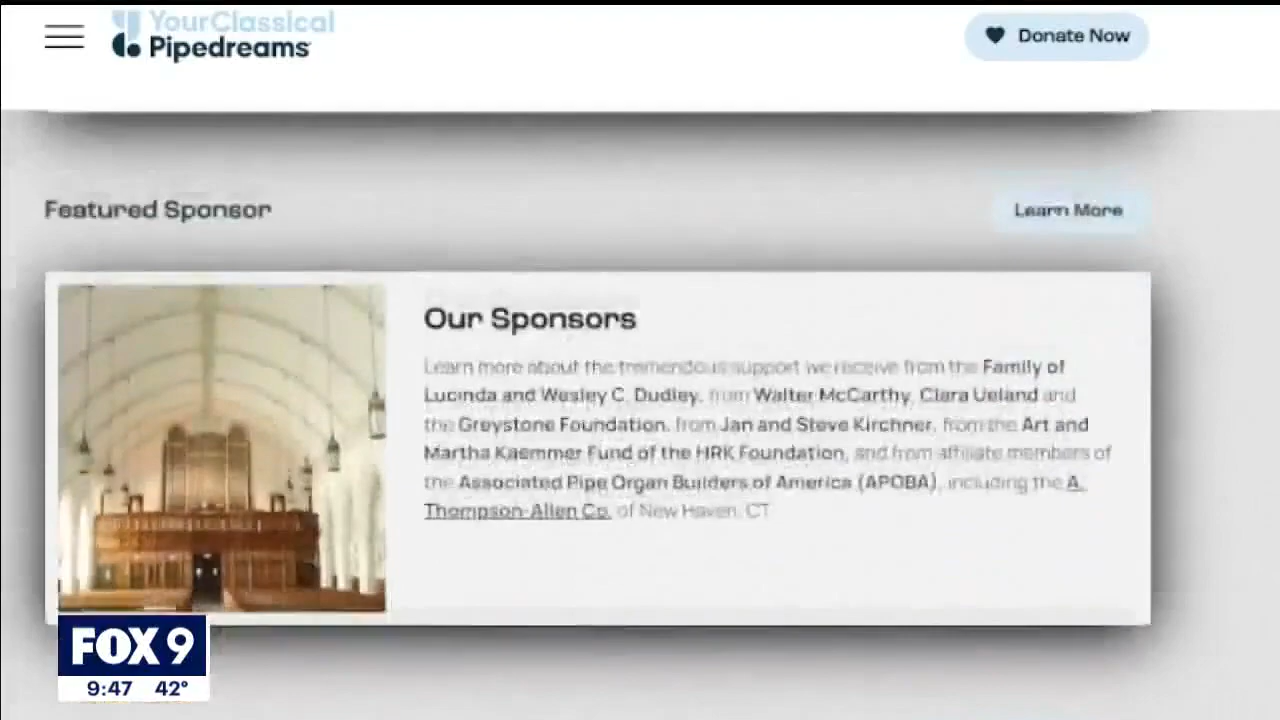 YourClassical
Pipedreams
Donate Now
Featured Sponsor
Learn More
Our Sponsors
Learn more about the tremendous support we receive from the Family of
Lucinda and Wesley C. Dudley, from Walter McCarthy, Clara Ueland and
the Greystone Foundation, from Jan and Steve Kirchner, from the Art and
Martha Kaemmer Fund of the HRK Foundation, and from affiliate members of
the Associated Pipe Organ Builders of America (APOBA), including the A.
Thompson-Allen Co. of New Haven, CT
FOX 9
9:47 42°